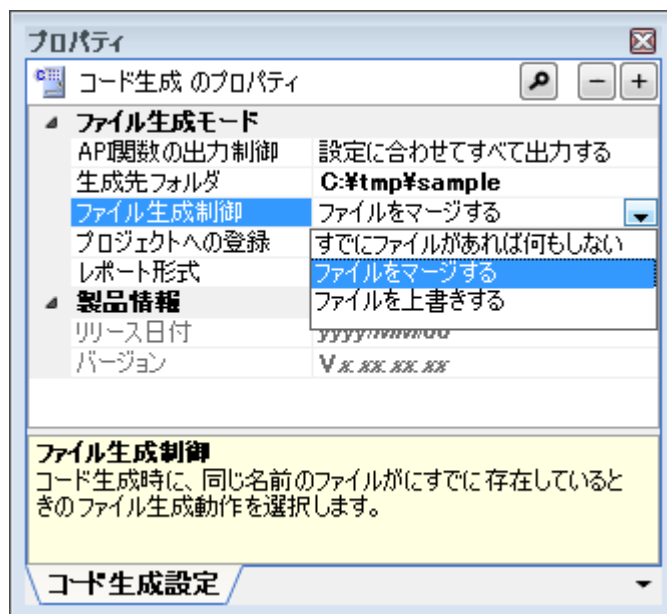 プロパティ
コード生成 のプロパティ
ファイル生成モード
API関数の出力制御 設定に合わせてすべて出力する
生成先フォルダ C:¥tmp¥sample
ファイル生成制御 ファイルをマージする
プロジェクトへの登録 すでにファイルがあれば何もしない
レポート形式 ファイルをマージする
製品情報 ファイルを上書きする
リリース日付
バージョン Vx.xx.xx.xx
ファイル生成制御
コード生成時に、同じ名前のファイルがにすでに存在していると
きのファイル生成動作を選択します。
コード生成設定